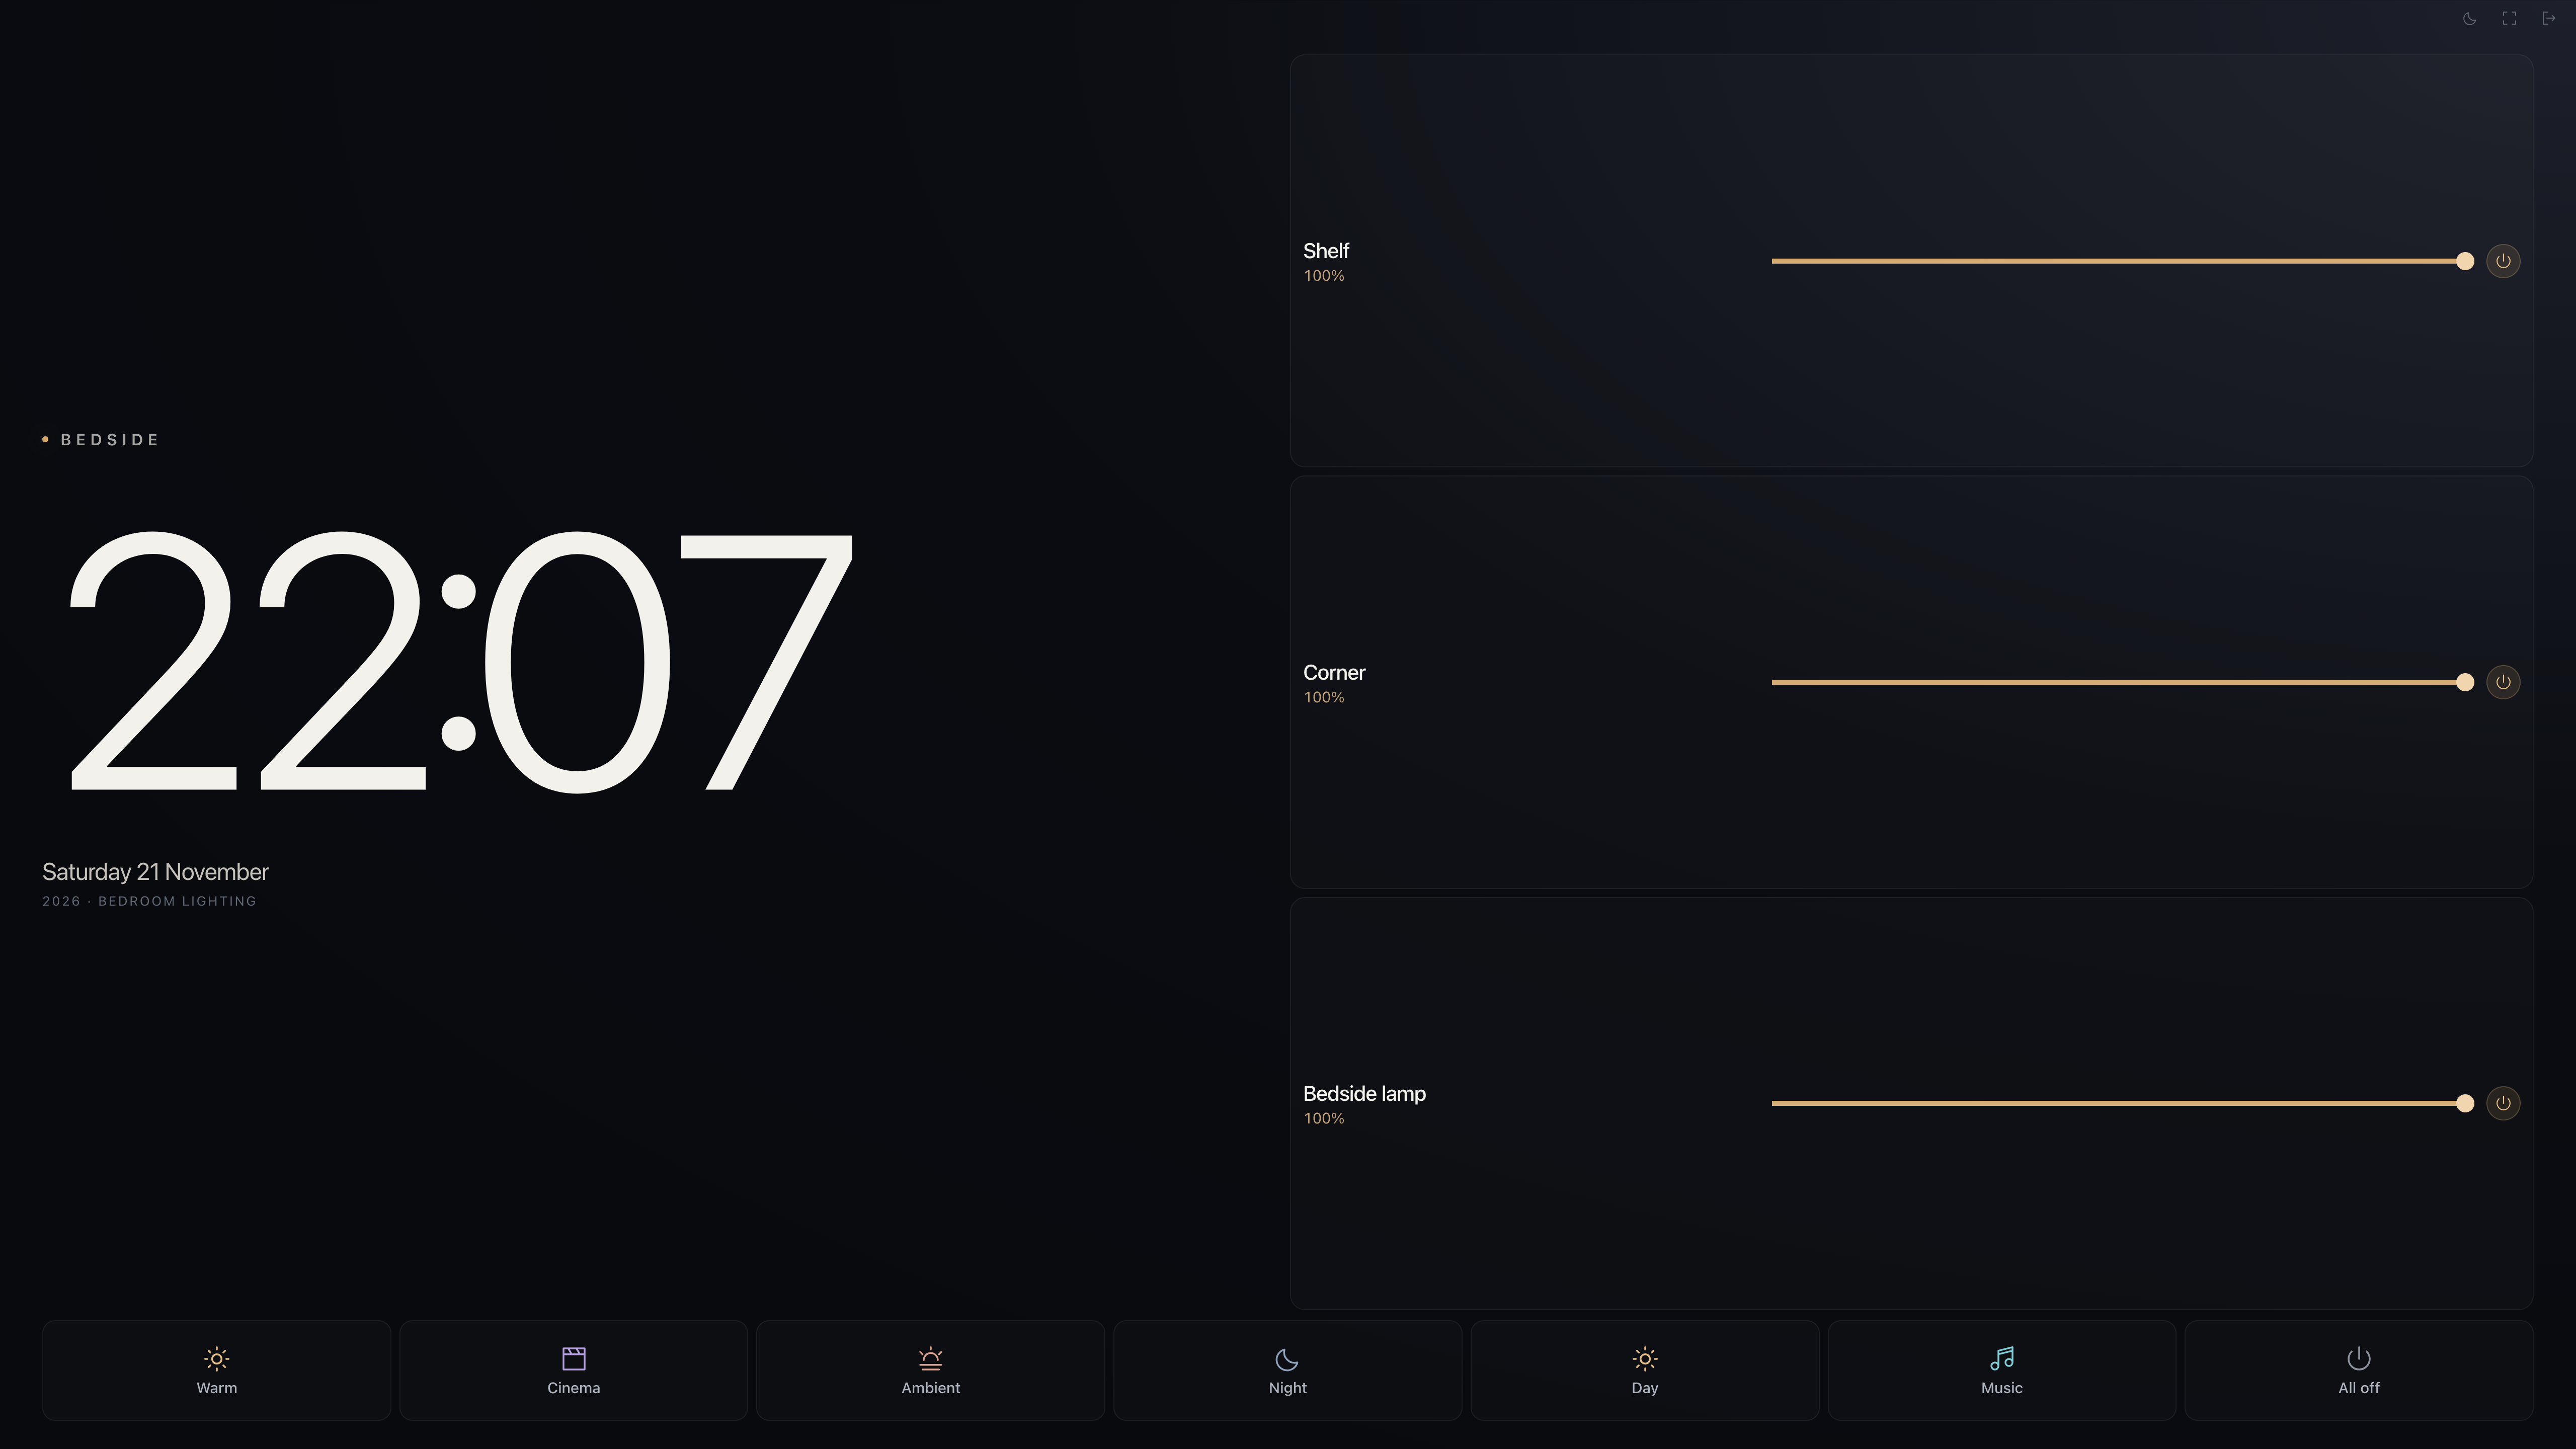 BEDSIDE
22:07
Saturday 21 November
2026 · BEDROOM LIGHTING
Shelf
100%
Corner
100%
Bedside lamp
100%
Warm
Cinema
Ambient
Night
Day
Music
All off